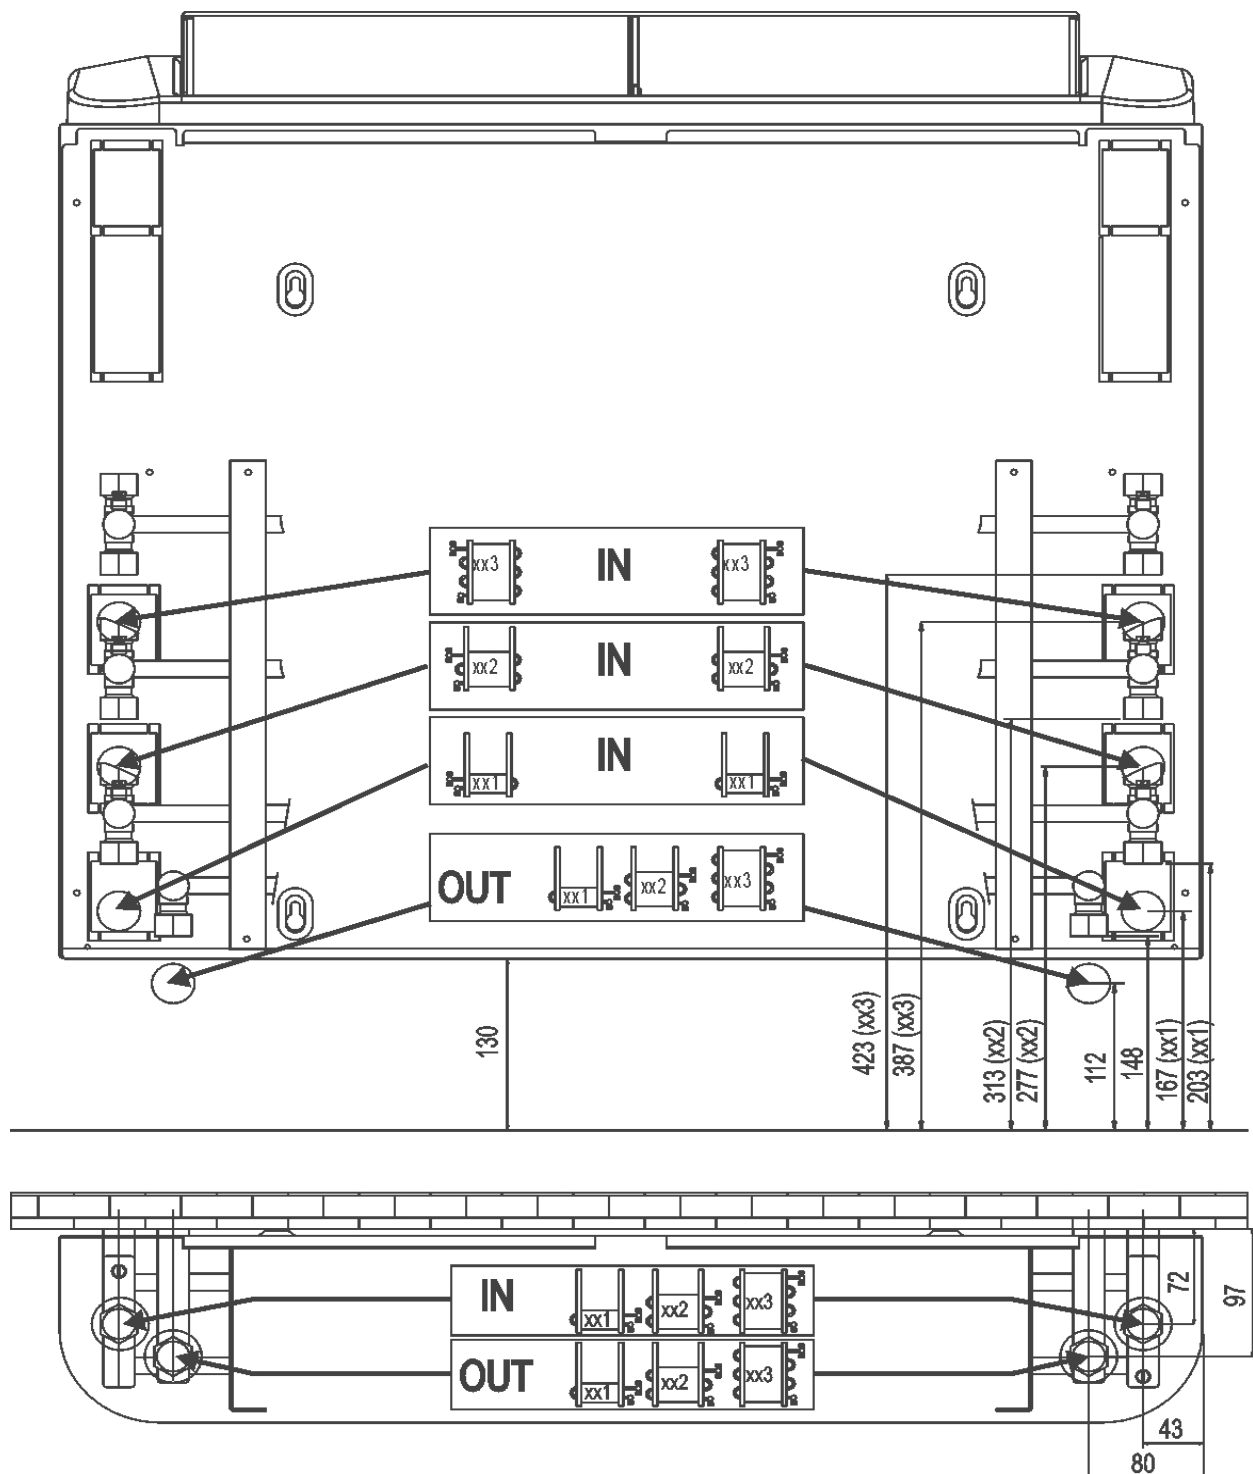 xx3 IN xx3
xx2 IN xx2
xx1 IN xx1
OUT xx1 xx2 xx3
130
423 (xx3)
387 (xx3)
313 (xx2)
277 (xx2)
112
148
167 (xx1)
203 (xx1)
IN xx1 xx2 xx3
OUT xx1 xx2 xx3
72
97
43
80